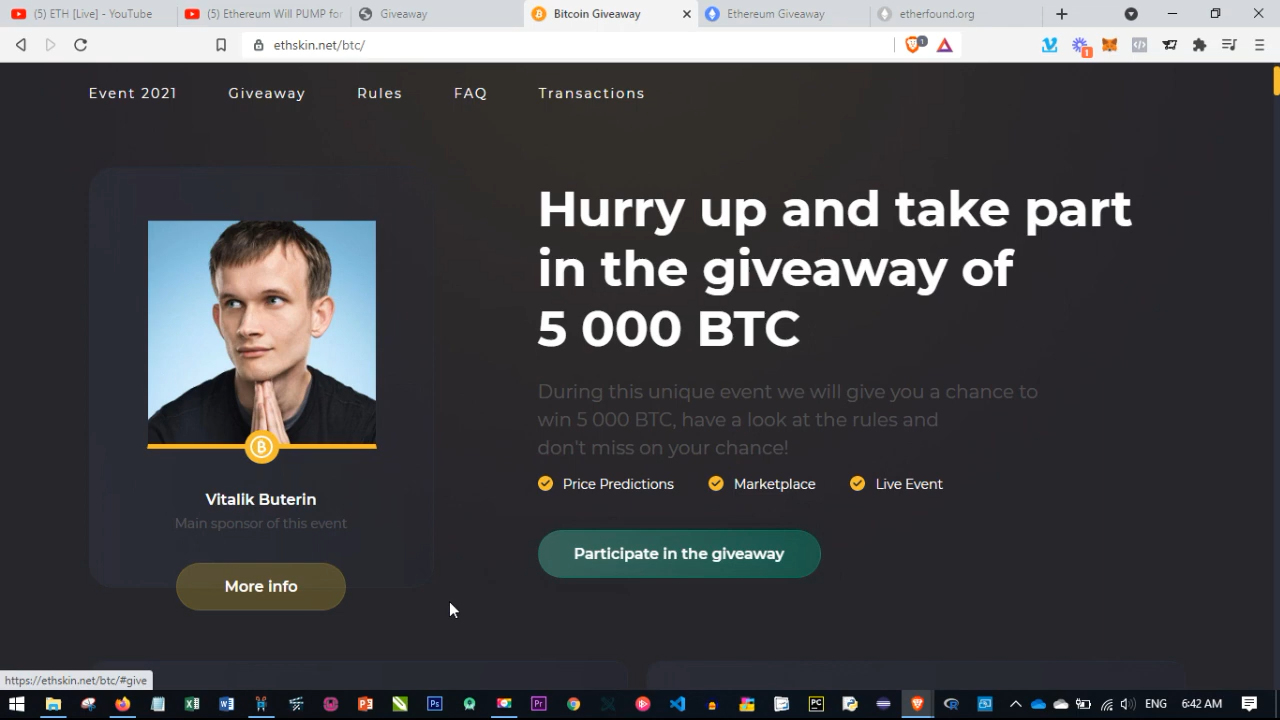 (5) ETH [Live] - YouTube
(5) Ethereum Will PUMP for
Giveaway
Bitcoin Giveaway
Ethereum Giveaway
etherfound.org
ethskin.net/btc/
1
1
Event 2021
Giveaway
Rules
FAQ
Transactions
Hurry up and take part
in the giveaway of
5 000 BTC
During this unique event we will give you a chance to
win 5 000 BTC, have a look at the rules and
don't miss on your chance!
Price Predictions
Marketplace
Live Event
Participate in the giveaway
Vitalik Buterin
Main sponsor of this event
More info
https://ethskin.net/btc/#give
ENG
6:42 AM